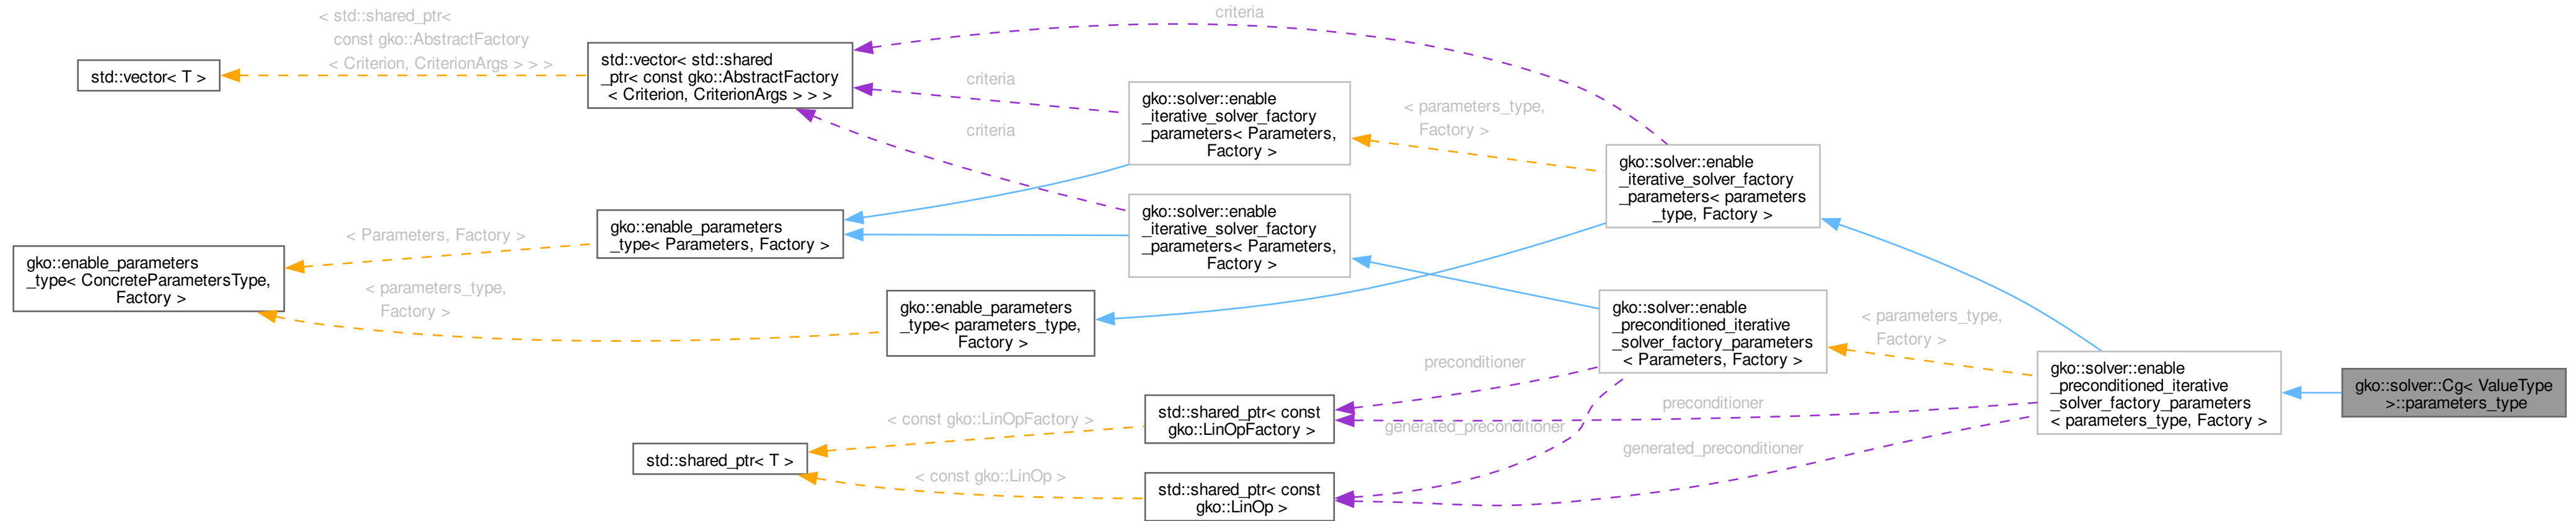 std::vector< T >
< std::shared_ptr<
const gko::AbstractFactory
< Criterion, CriterionArgs > > >
std::vector< std::shared
_ptr< const gko::AbstractFactory
< Criterion, CriterionArgs > > >
criteria
criteria
criteria
gko::solver::enable
_iterative_solver_factory
_parameters< Parameters,
Factory >
< parameters_type,
Factory >
gko::solver::enable
_iterative_solver_factory
_parameters< parameters
_type, Factory >
gko::enable_parameters
_type< ConcreteParametersType,
Factory >
< Parameters, Factory >
gko::enable_parameters
_type< Parameters, Factory >
gko::solver::enable
_iterative_solver_factory
_parameters< Parameters,
Factory >
< parameters_type,
Factory >
gko::enable_parameters
_type< parameters_type,
Factory >
gko::solver::enable
_preconditioned_iterative
_solver_factory_parameters
< Parameters, Factory >
< parameters_type,
Factory >
gko::solver::enable
_preconditioned_iterative
_solver_factory_parameters
< parameters_type, Factory >
gko::solver::Cg< ValueType
>::parameters_type
preconditioner
preconditioner
generated_preconditioner
generated_preconditioner
std::shared_ptr< T >
< const gko::LinOpFactory >
std::shared_ptr< const
gko::LinOpFactory >
< const gko::LinOp >
std::shared_ptr< const
gko::LinOp >